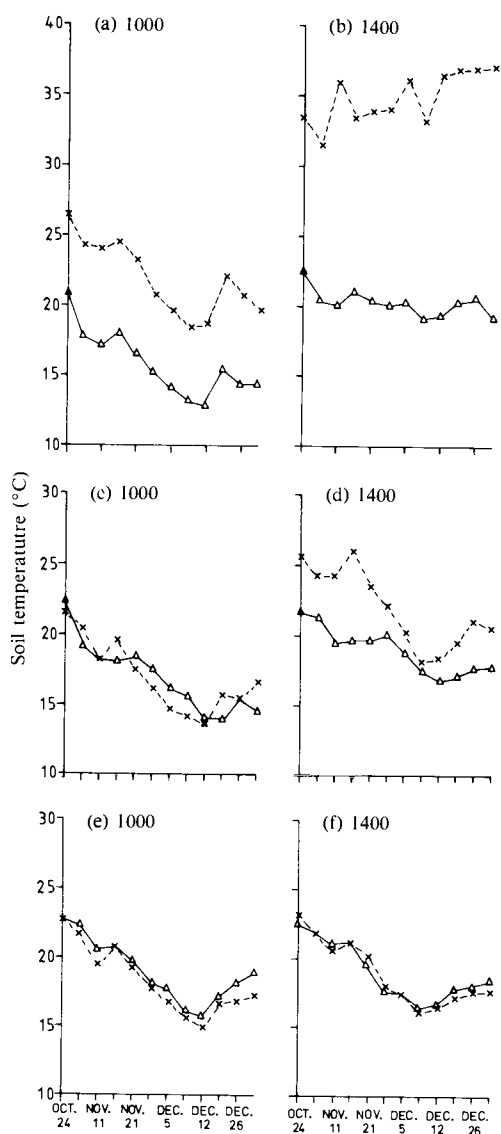 (a) 1000
(b) 1400
40
35
30
25
20
15
10
Soil temperatutre (°C)
(c) 1000
(d) 1400
30
25
20
15
10
(e) 1000
(f) 1400
30
25
20
15
10
OCT. NOV. NOV. DEC. DEC. DEC.
24 11 21 5 12 26
OCT. NOV. NOV. DEC. DEC. DEC.
24 11 21 5 12 26